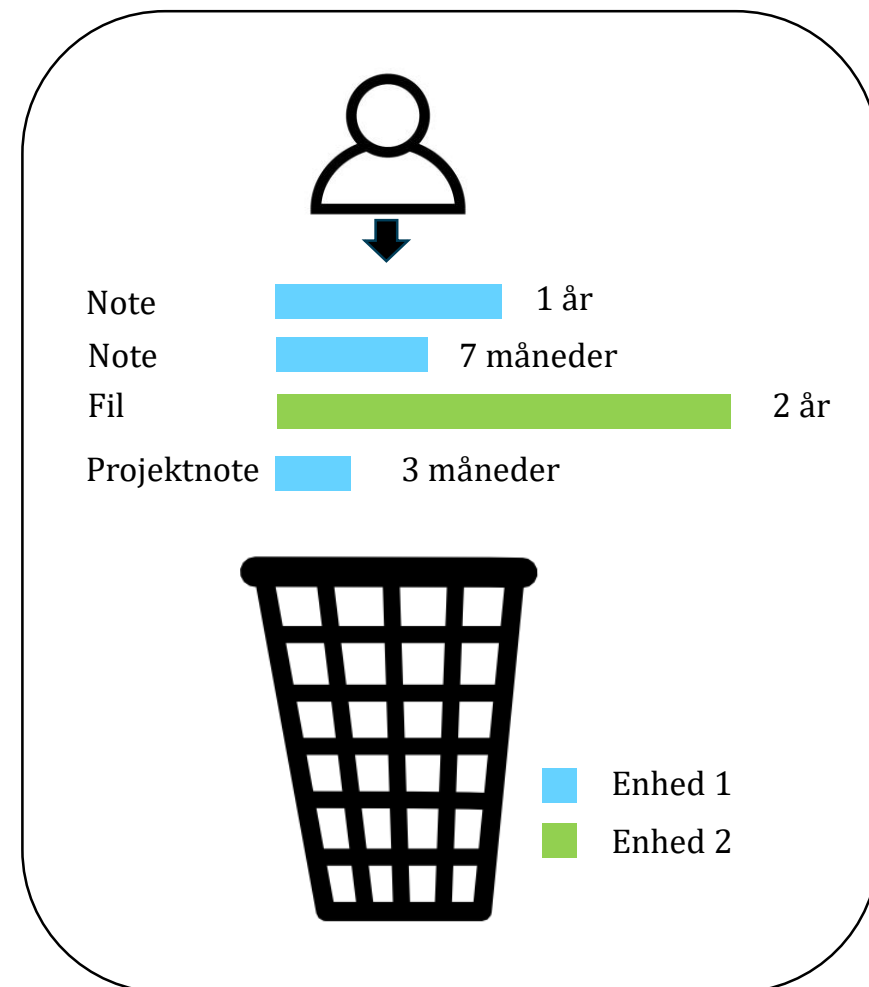 Note 1 år
Note 7 måneder
Fil 2 år
Projektnote 3 måneder
Enhed 1
Enhed 2